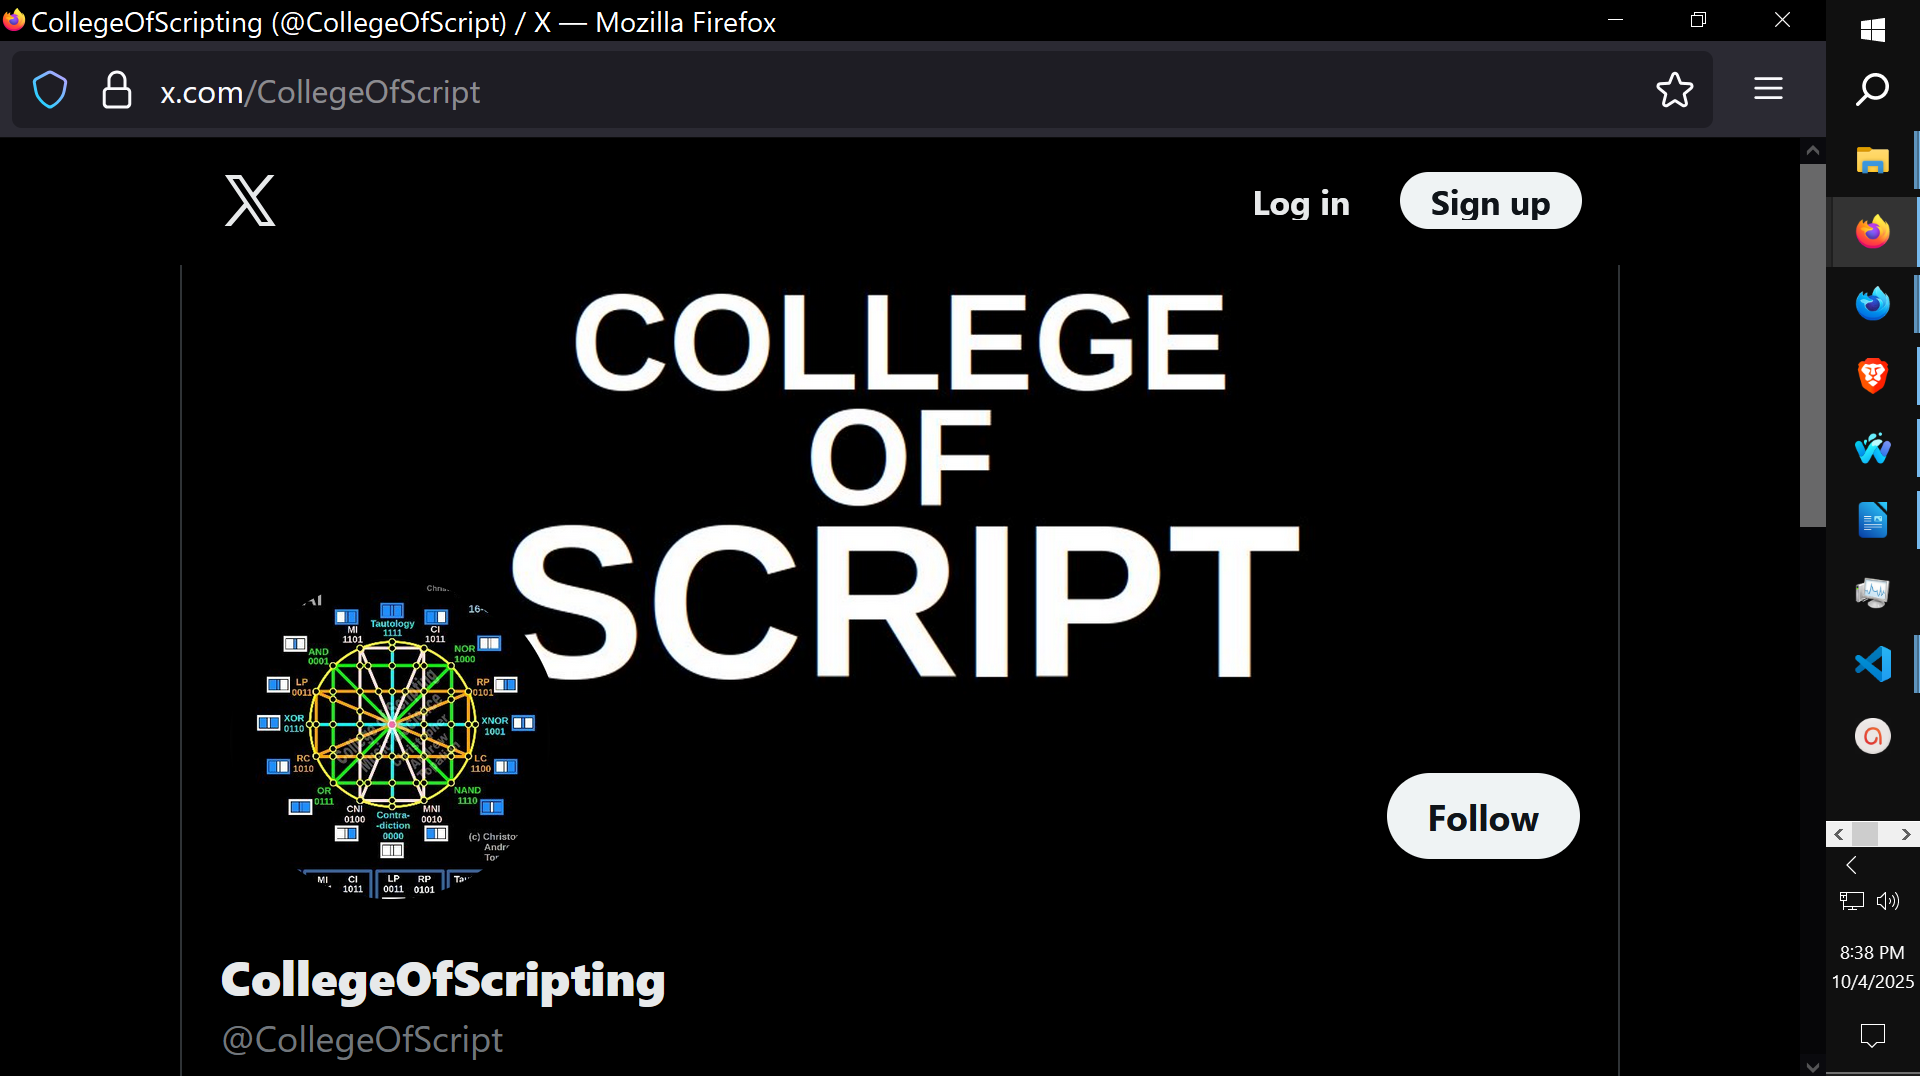 CollegeOfScripting (@CollegeOfScript) / X — Mozilla Firefox
x.com/CollegeOfScript
Log in
Sign up
COLLEGE
OF
SCRIPT
16-
Tautology
1111
MI
1101
CI
1011
AND
0001
NOR
1000
LP
0011
RP
0101
XOR
0110
XNOR
1001
RC
1010
LC
1100
OR
0111
NAND
1110
CNI
0100
MNI
0010
Contra-
-diction
0000
(c) Christo
Andre
MI
CI
1011
LP
0011
RP
0101
Follow
CollegeOfScripting
@CollegeOfScript
8:38 PM
10/4/2025